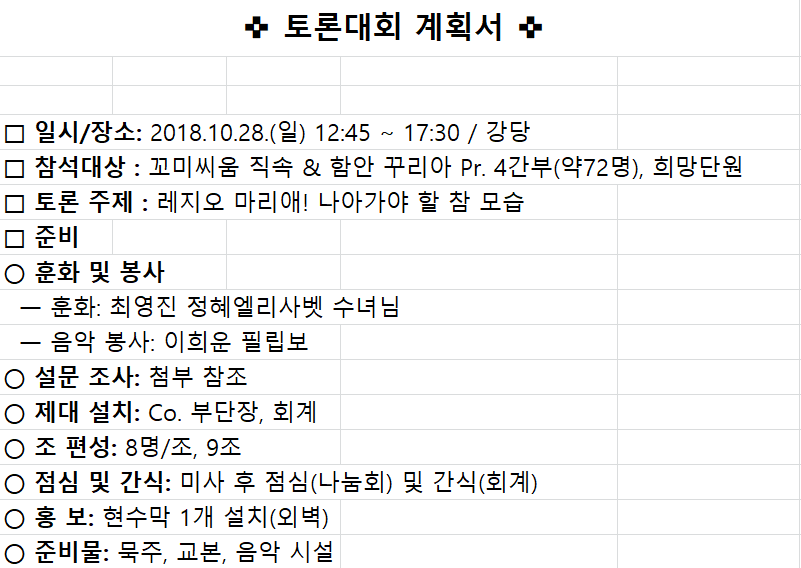 ✜ 토론대회 계획서 ✜
□ 일시/장소: 2018.10.28.(일) 12:45 ~ 17:30 / 강당
□ 참석대상 : 꼬미씨움 직속 & 함안 꾸리아 Pr. 4간부(약72명), 희망단원
□ 토론 주제 : 레지오 마리애! 나아가야 할 참 모습
□ 준비
○ 훈화 및 봉사
ㅡ 훈화: 최영진 정혜엘리사벳 수녀님
ㅡ 음악 봉사: 이희운 필립보
○ 설문 조사: 첨부 참조
○ 제대 설치: Co. 부단장, 회계
○ 조 편성: 8명/조, 9조
○ 점심 및 간식: 미사 후 점심(나눔회) 및 간식(회계)
○ 홍 보: 현수막 1개 설치(외벽)
○ 준비물: 묵주, 교본, 음악 시설